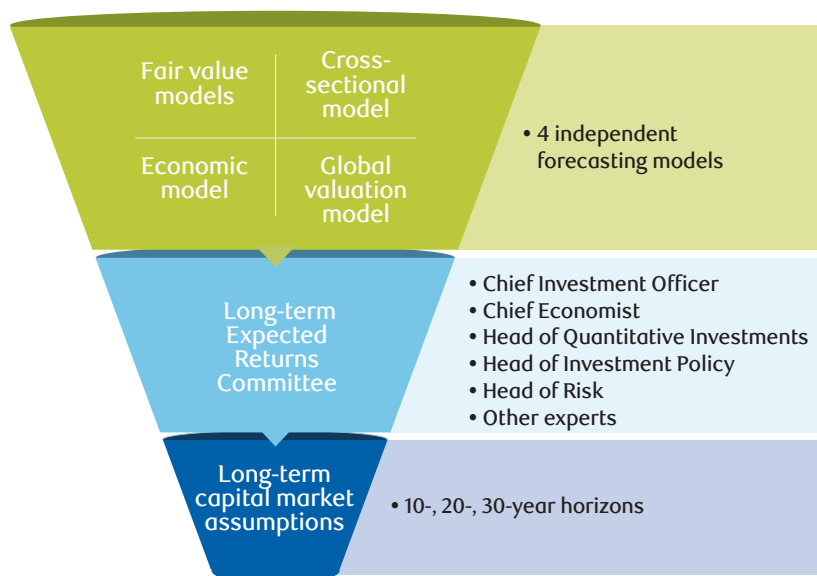 Fair value
models
Cross-
sectional
model
Economic
model
Global
valuation
model
• 4 independent
forecasting models
Long-term
Expected
Returns
Committee
• Chief Investment Officer
• Chief Economist
• Head of Quantitative Investments
• Head of Investment Policy
• Head of Risk
• Other experts
Long-term
capital market
assumptions
• 10-, 20-, 30-year horizons